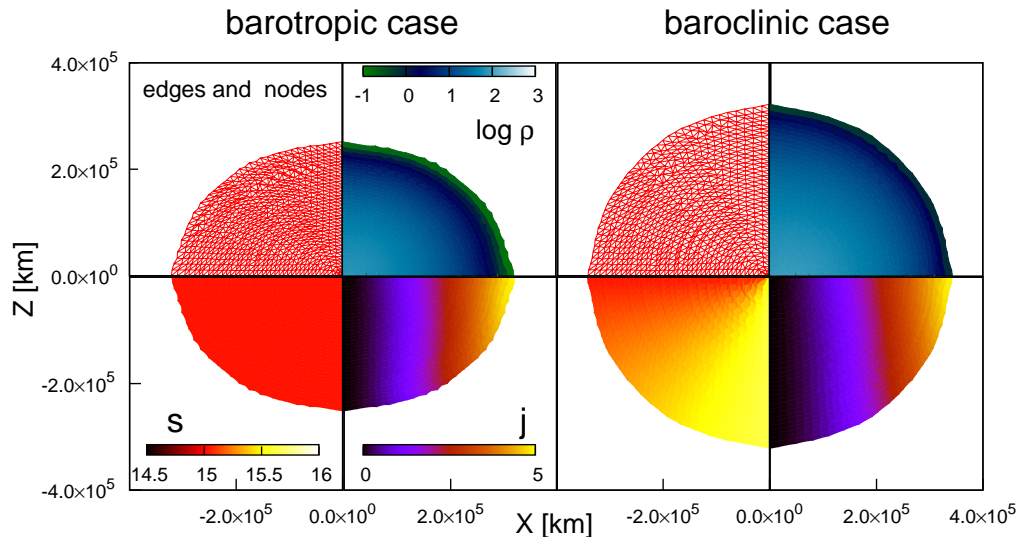 barotropic case
baroclinic case
4.0×10⁵
edges and nodes
-1 0 1 2 3
log ρ
2.0×10⁵
Z [km]
0.0×10⁰
-2.0×10⁵
s
j
14.5 15 15.5 16
0 5
-4.0×10⁵
-2.0×10⁵ 0.0×10⁰ 2.0×10⁵ X [km] -2.0×10⁵ 0.0×10⁰ 2.0×10⁵ 4.0×10⁵